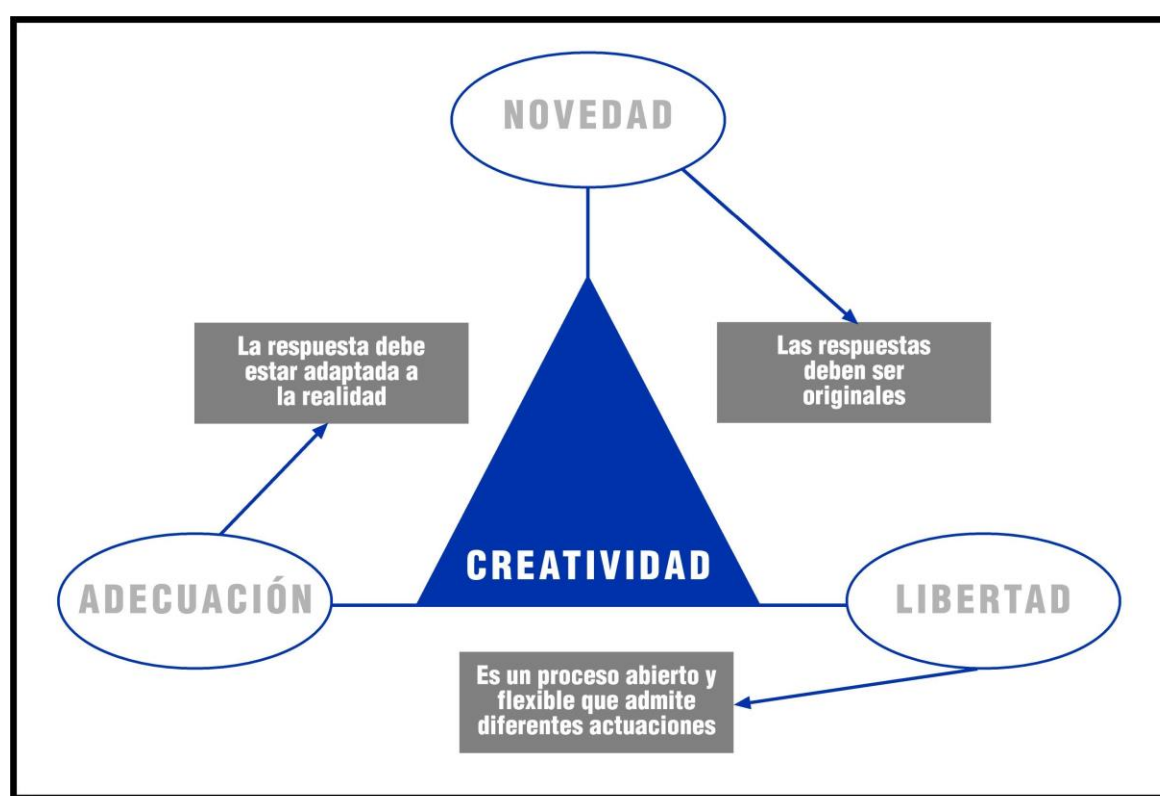 NOVEDAD
La respuesta debe
estar adaptada a
la realidad
Las respuestas
deben ser
originales
CREATIVIDAD
ADECUACIÓN
LIBERTAD
Es un proceso abierto y
flexible que admite
diferentes actuaciones